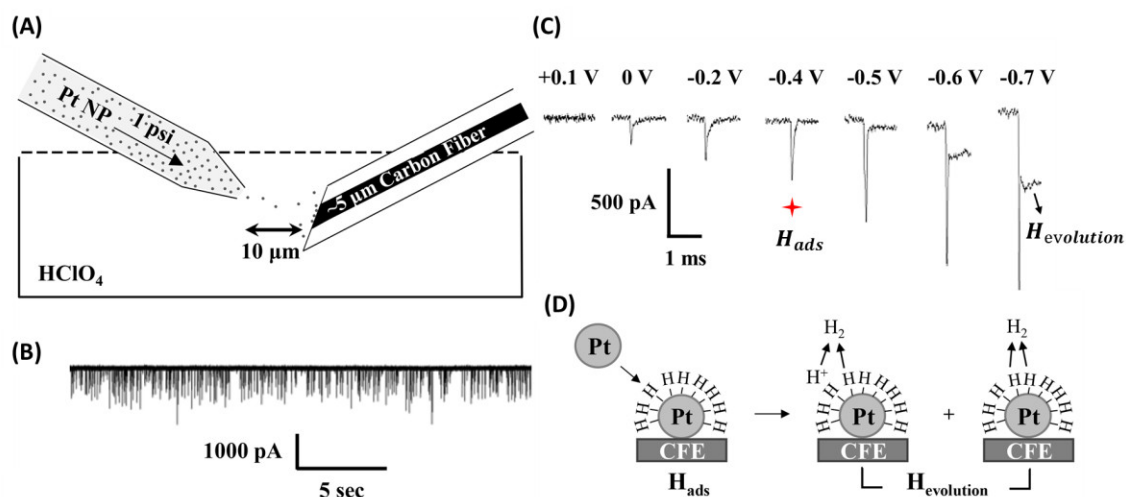 (A)
Pt NP
1 psi
~5 μm Carbon Fiber
10 μm
HClO4
(B)
1000 pA
5 sec
(C)
+0.1 V 0 V -0.2 V -0.4 V -0.5 V -0.6 V -0.7 V
500 pA
1 ms
Hads
Hevolution
(D)
Pt
H H H H H H H H H
Pt
CFE
Hads
H2
H+
H H H H H H H H
Pt
CFE
+
H2
H H H H H H H H H
Pt
CFE
Hevolution